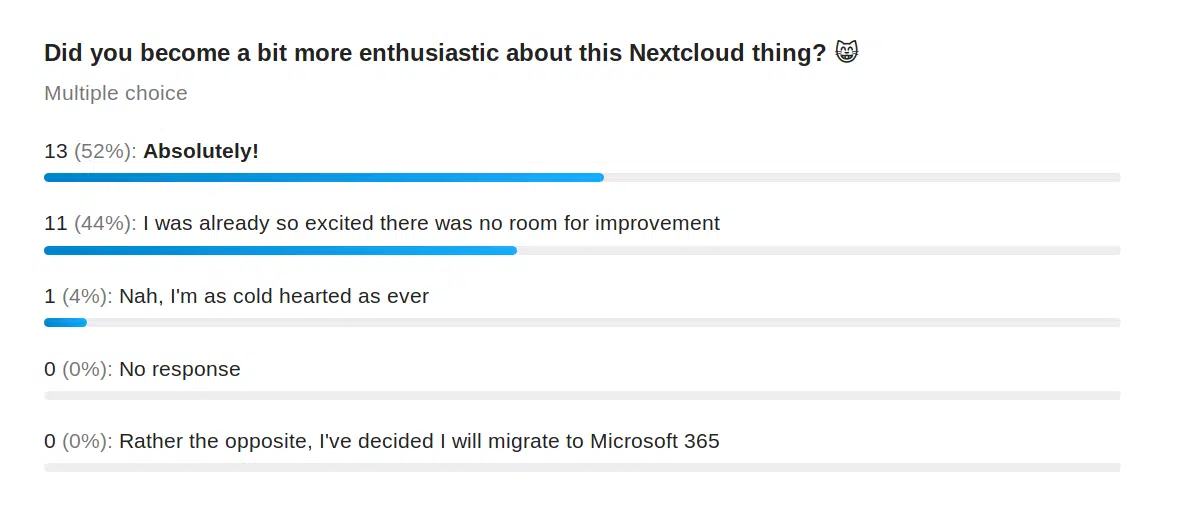 Did you become a bit more enthusiastic about this Nextcloud thing? 😸
Multiple choice
13 (52%): Absolutely!
11 (44%): I was already so excited there was no room for improvement
1 (4%): Nah, I'm as cold hearted as ever
0 (0%): No response
0 (0%): Rather the opposite, I've decided I will migrate to Microsoft 365